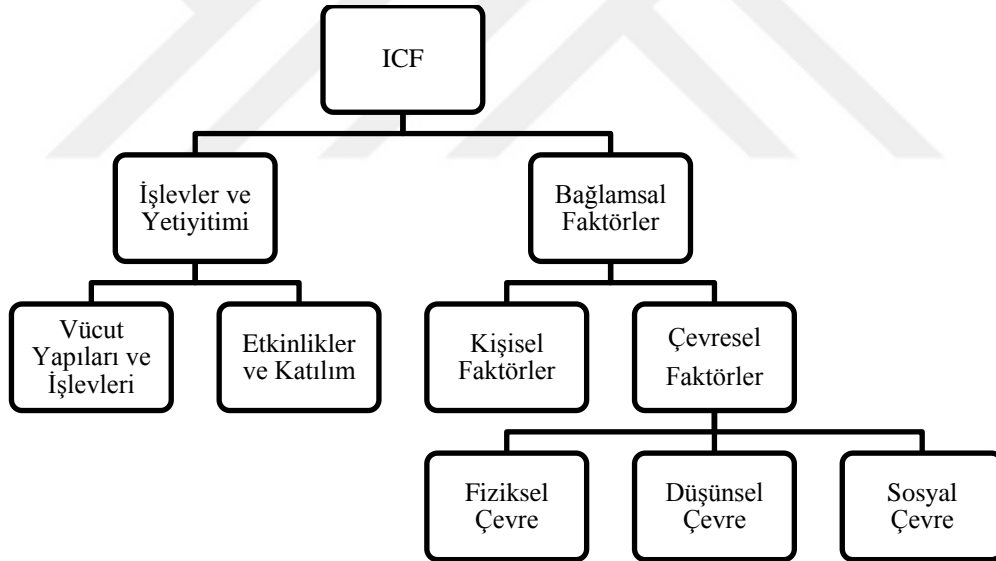 ICF
İşlevler ve
Yetiyitimi
Bağlamsal
Faktörler
Vücut
Yapıları ve
İşlevleri
Etkinlikler
ve Katılım
Kişisel
Faktörler
Çevresel
Faktörler
Fiziksel
Çevre
Düşünsel
Çevre
Sosyal
Çevre